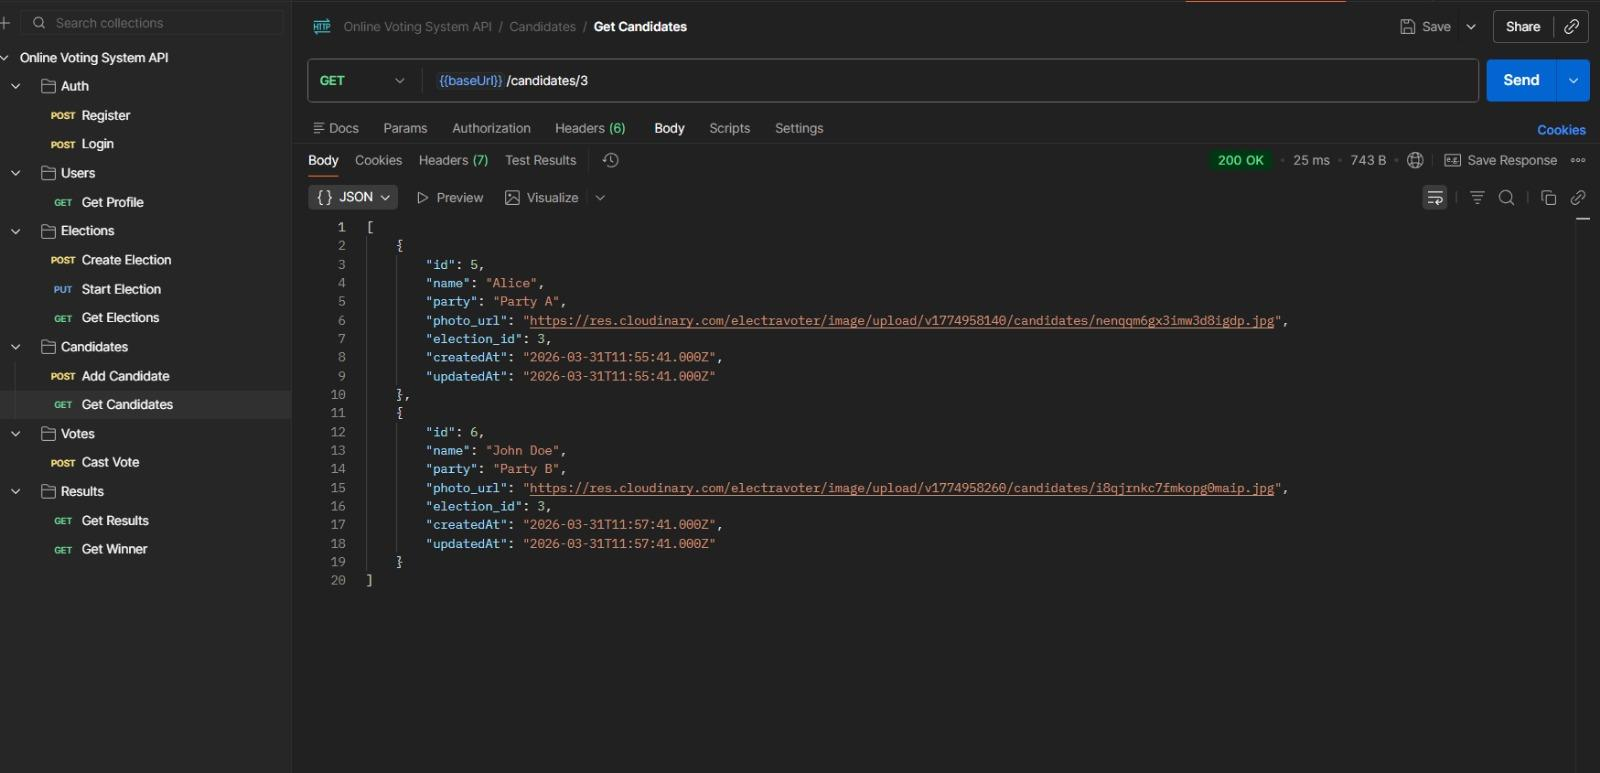 Search collections
Online Voting System API
Auth
POST Register
POST Login
Users
GET Get Profile
Elections
POST Create Election
PUT Start Election
GET Get Elections
Candidates
POST Add Candidate
GET Get Candidates
Votes
POST Cast Vote
Results
GET Get Results
GET Get Winner
HTTP Online Voting System API / Candidates / Get Candidates Save Share
GET {{baseUrl}} /candidates/3 Send
Docs Params Authorization Headers (6) Body Scripts Settings Cookies
Body Cookies Headers (7) Test Results 200 OK • 25 ms • 743 B e.g. Save Response
{} JSON Preview Visualize
1 [
2 {
3 "id": 5,
4 "name": "Alice",
5 "party": "Party A",
6 "photo_url": "https://res.cloudinary.com/electravoter/image/upload/v1774958140/candidates/nenqqm6gx3imw3d8igdp.jpg",
7 "election_id": 3,
8 "createdAt": "2026-03-31T11:55:41.000Z",
9 "updatedAt": "2026-03-31T11:55:41.000Z"
10 },
11 {
12 "id": 6,
13 "name": "John Doe",
14 "party": "Party B",
15 "photo_url": "https://res.cloudinary.com/electravoter/image/upload/v1774958260/candidates/i8qjrnkc7fmkopg0maip.jpg",
16 "election_id": 3,
17 "createdAt": "2026-03-31T11:57:41.000Z",
18 "updatedAt": "2026-03-31T11:57:41.000Z"
19 }
20 ]